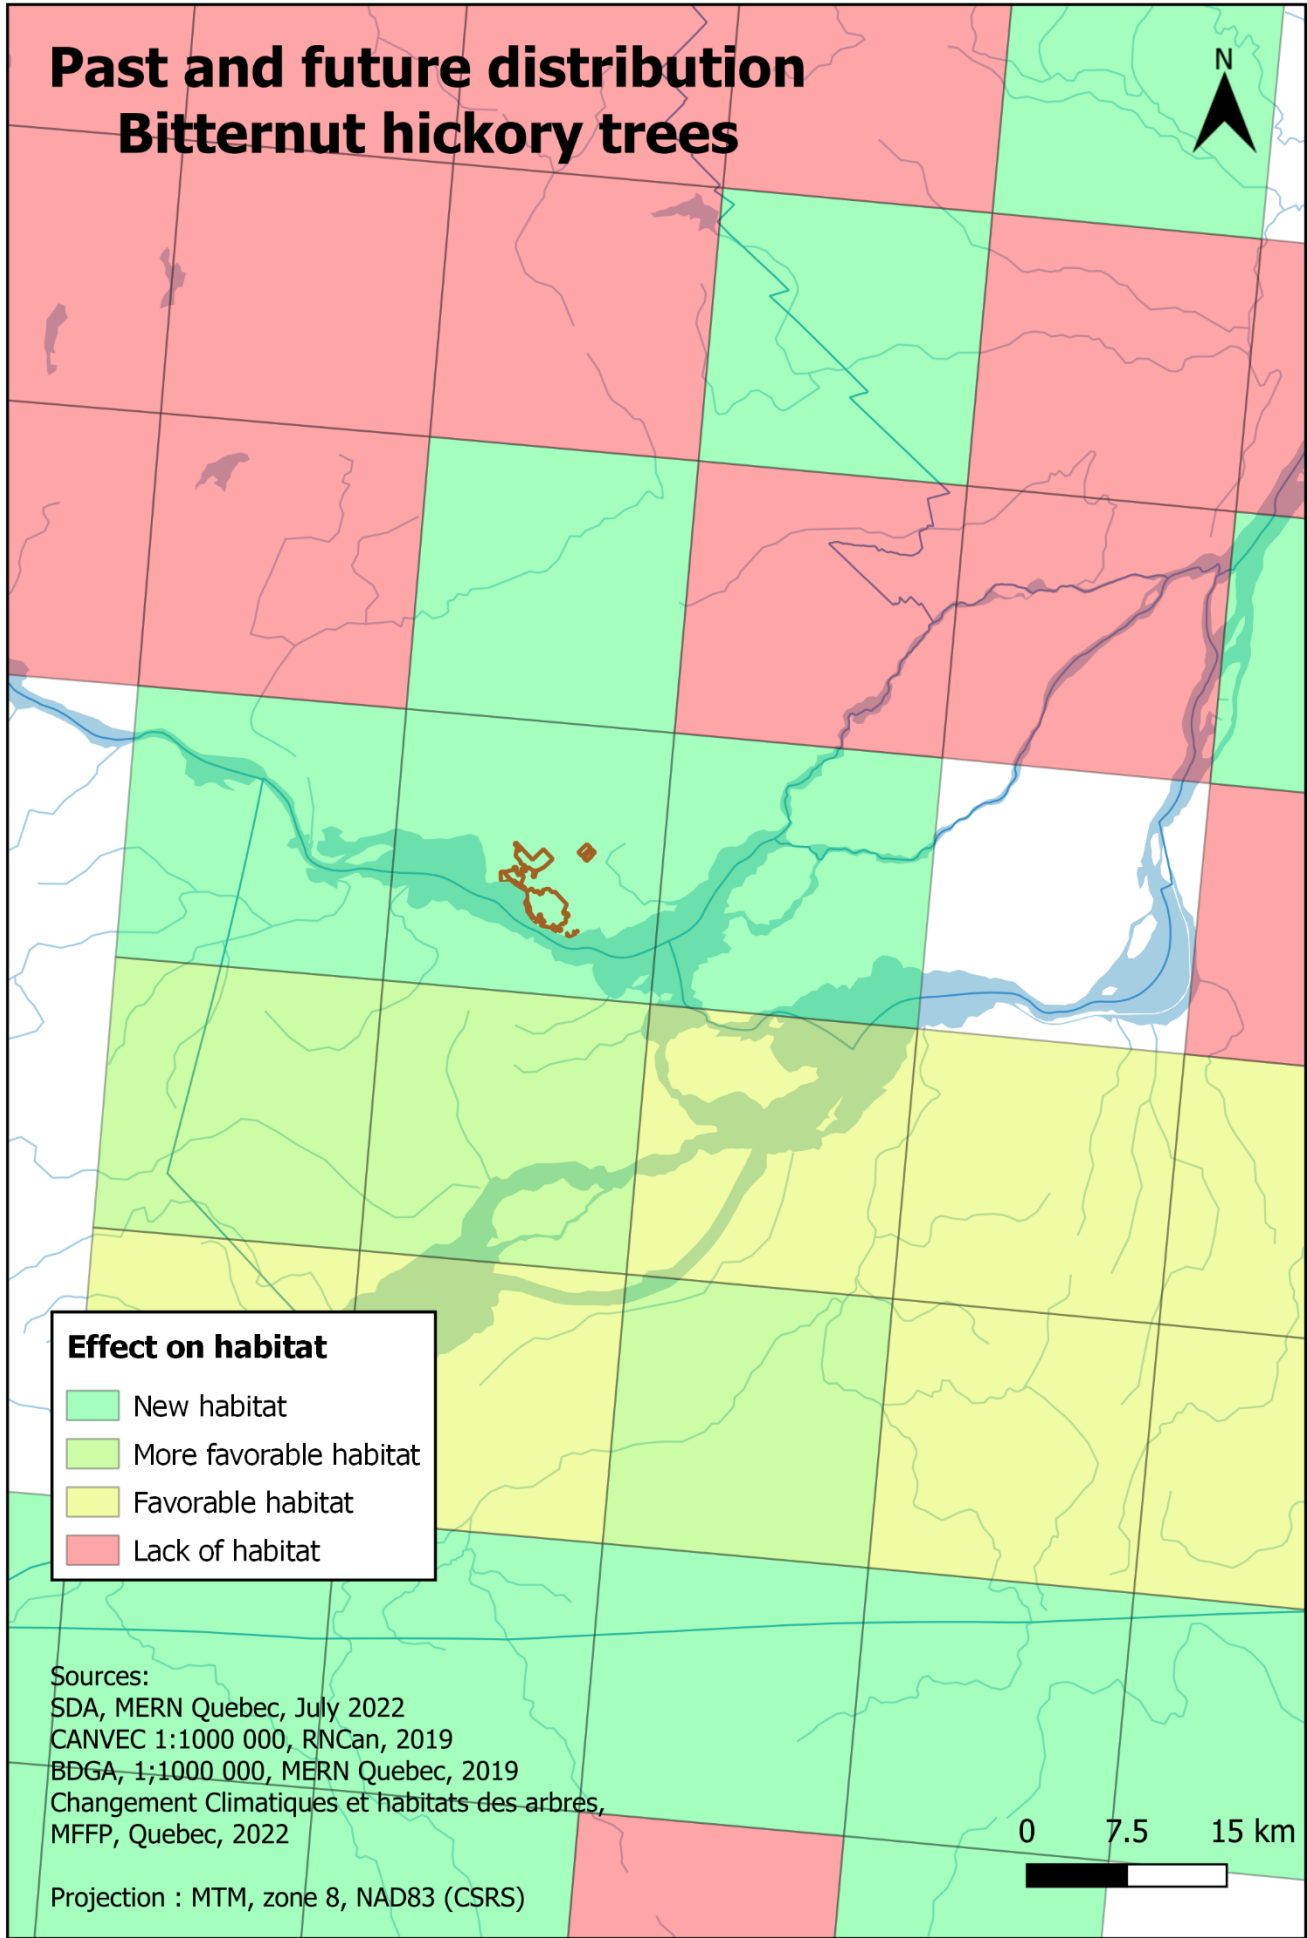 Past and future distribution
Bitternut hickory trees
N
Effect on habitat
New habitat
More favorable habitat
Favorable habitat
Lack of habitat
Sources:
SDA, MERN Quebec, July 2022
CANVEC 1:1000 000, RNCan, 2019
BDGA, 1;1000 000, MERN Quebec, 2019
Changement Climatiques et habitats des arbres,
MFFP, Quebec, 2022
Projection : MTM, zone 8, NAD83 (CSRS)
0 7.5 15 km